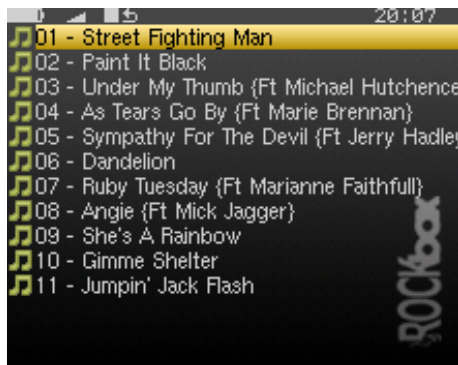 20:07
01 - Street Fighting Man
02 - Paint It Black
03 - Under My Thumb {Ft Michael Hutchence
04 - As Tears Go By {Ft Marie Brennan}
05 - Sympathy For The Devil {Ft Jerry Hadley
06 - Dandelion
07 - Ruby Tuesday {Ft Marianne Faithfull}
08 - Angie {Ft Mick Jagger}
09 - She's A Rainbow
10 - Gimme Shelter
11 - Jumpin' Jack Flash
ROCKbox